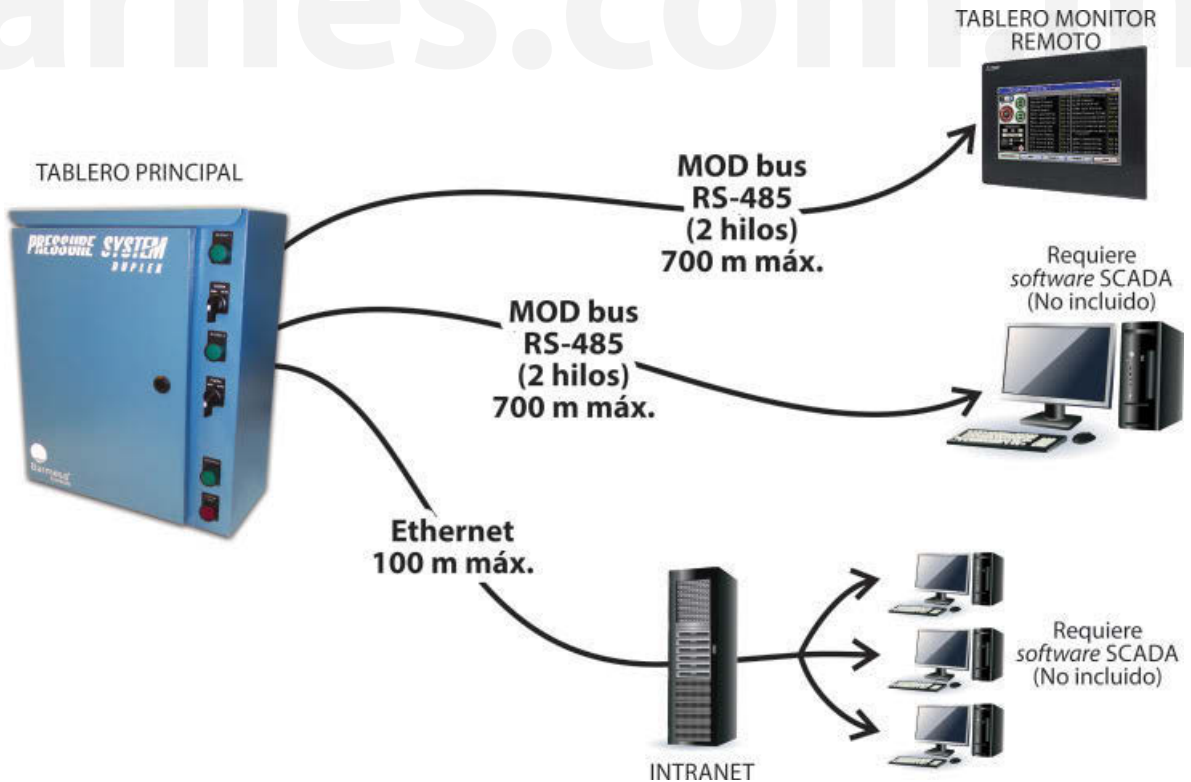 TABLERO MONITOR
REMOTO
TABLERO PRINCIPAL
PRESSURE SYSTEM
DUPLEX
Barmesa
MOD bus
RS-485
(2 hilos)
700 m máx.
Requiere
software SCADA
(No incluido)
MOD bus
RS-485
(2 hilos)
700 m máx.
Ethernet
100 m máx.
Requiere
software SCADA
(No incluido)
INTRANET